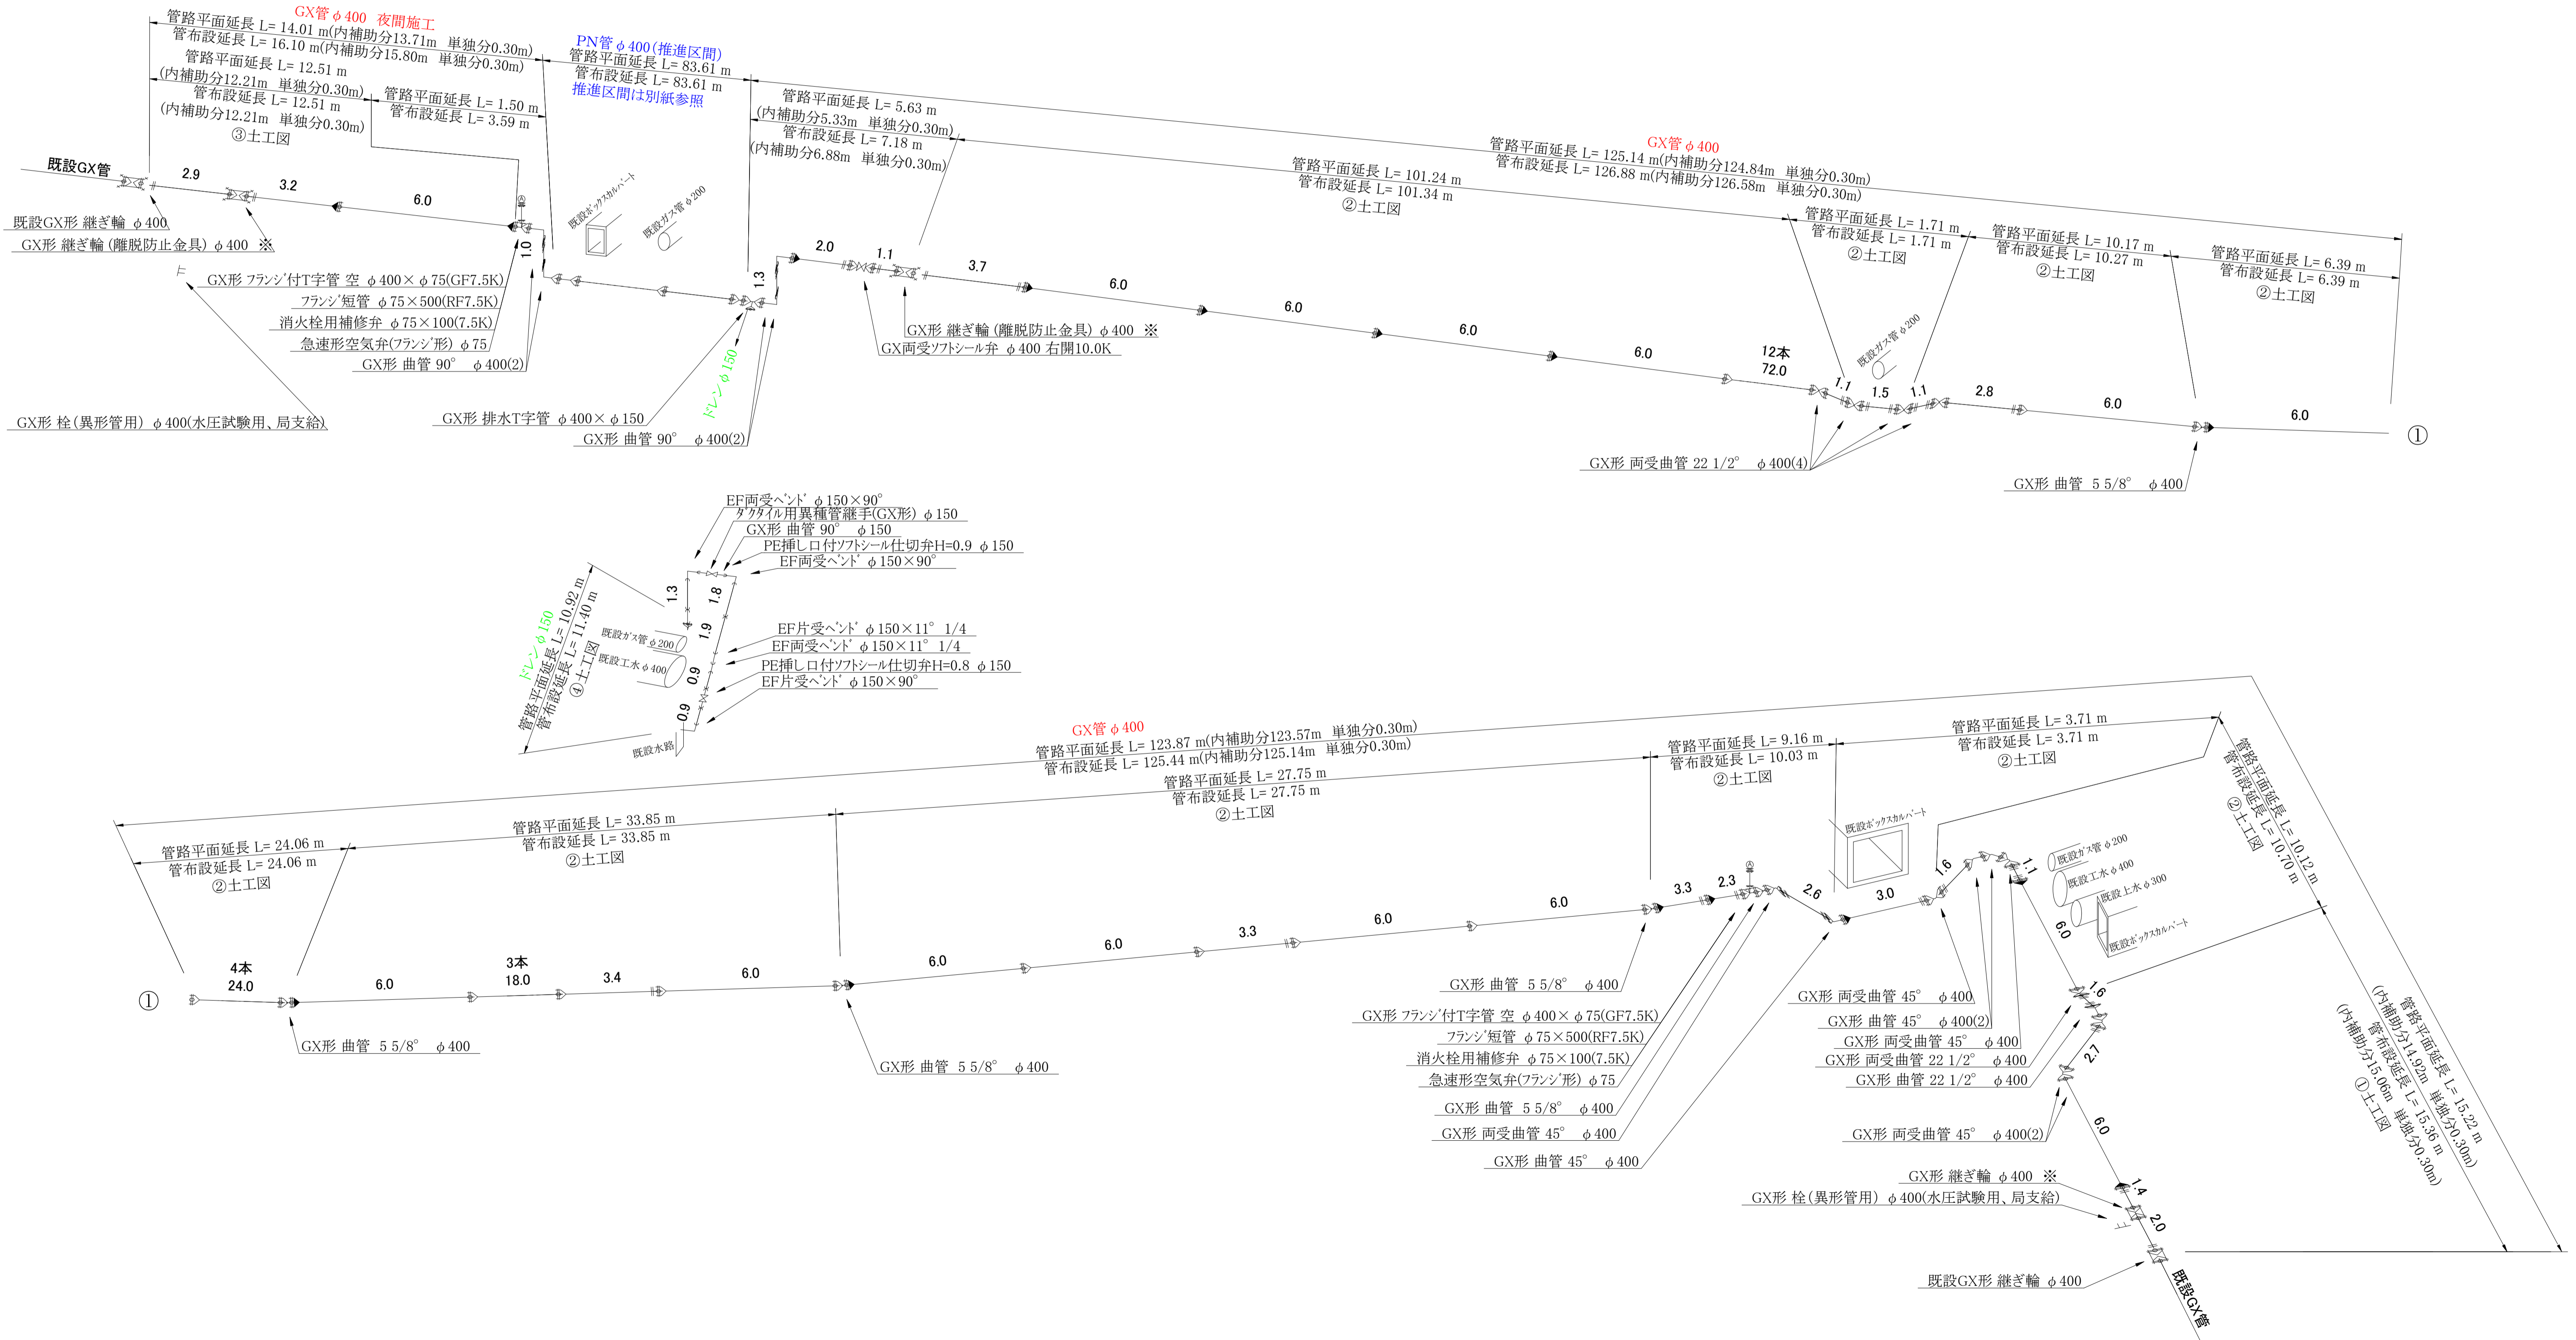 GX管φ400 夜間施工
管路平面延長 L= 14.01 m(内補助分13.71m 単独分0.30m)
管布設延長 L= 16.10 m(内補助分15.80m 単独分0.30m)
管路平面延長 L= 12.51 m
(内補助分12.21m 単独分0.30m)
管布設延長 L= 12.51 m
(内補助分12.21m 単独分0.30m)
③土工図
管路平面延長 L= 1.50 m
管布設延長 L= 3.59 m
PN管φ400(推進区間)
管路平面延長 L= 83.61 m
管布設延長 L= 83.61 m
推進区間は別紙参照
管路平面延長 L= 5.63 m
(内補助分5.33m 単独分0.30m)
管布設延長 L= 7.18 m
(内補助分6.88m 単独分0.30m)
GX管φ400
管路平面延長 L= 125.14 m(内補助分124.84m 単独分0.30m)
管布設延長 L= 126.88 m(内補助分126.58m 単独分0.30m)
管路平面延長 L= 101.24 m
管布設延長 L= 101.34 m
②土工図
管路平面延長 L= 1.71 m
管布設延長 L= 1.71 m
②土工図
管路平面延長 L= 10.17 m
管布設延長 L= 10.27 m
②土工図
管路平面延長 L= 6.39 m
管布設延長 L= 6.39 m
②土工図
既設GX管
2.9
3.2
6.0
1.0
既設ボックスカルバート
既設ガス管φ200
1.3
2.0
1.1
3.7
6.0
6.0
6.0
6.0
12本
72.0
既設ガス管φ200
1.1
1.5
1.1
2.8
6.0
6.0
①
既設GX形 継ぎ輪 φ400
GX形 継ぎ輪 (離脱防止金具) φ400 ※
GX形 フランジ付T字管 空 φ400×φ75(GF7.5K)
フランジ短管 φ75×500(RF7.5K)
消火栓用補修弁 φ75×100(7.5K)
急速形空気弁(フランジ形) φ75
GX形 曲管 90° φ400(2)
GX形 栓(異形管用) φ400(水圧試験用、局支給)
GX形 排水T字管 φ400×φ150
GX形 曲管 90° φ400(2)
ドレンφ150
GX形 継ぎ輪 (離脱防止金具) φ400 ※
GX両受ソフトシール弁 φ400 右開10.0K
GX形 両受曲管 22 1/2° φ400(4)
GX形 曲管 5 5/8° φ400
EF両受ベンド φ150×90°
ダクタイル用異種管継手(GX形) φ150
GX形 曲管 90° φ150
PE挿し口付ソフトシール仕切弁H=0.9 φ150
EF両受ベンド φ150×90°
1.3
1.8
1.9
0.9
0.9
ドレンφ150
管路平面延長 L= 10.92 m
管布設延長 L= 11.40 m
④土工図
既設ガス管φ200
既設工水φ400
既設水路
EF片受ベンド φ150×11° 1/4
EF両受ベンド φ150×11° 1/4
PE挿し口付ソフトシール仕切弁H=0.8 φ150
EF片受ベンド φ150×90°
GX管φ400
管路平面延長 L= 123.87 m(内補助分123.57m 単独分0.30m)
管布設延長 L= 125.44 m(内補助分125.14m 単独分0.30m)
管路平面延長 L= 24.06 m
管布設延長 L= 24.06 m
②土工図
管路平面延長 L= 33.85 m
管布設延長 L= 33.85 m
②土工図
管路平面延長 L= 27.75 m
管布設延長 L= 27.75 m
②土工図
管路平面延長 L= 9.16 m
管布設延長 L= 10.03 m
②土工図
管路平面延長 L= 3.71 m
管布設延長 L= 3.71 m
②土工図
管路平面延長 L= 10.12 m
管布設延長 L= 10.70 m
②土工図
管路平面延長 L= 15.22 m
(内補助分14.92m 単独分0.30m)
管布設延長 L= 15.36 m
(内補助分15.06m 単独分0.30m)
①土工図
①
4本
24.0
6.0
3本
18.0
3.4
6.0
6.0
6.0
3.3
6.0
6.0
3.3
2.3
2.6
既設ボックスカルバート
3.0
1.6
1.1
既設ガス管φ200
既設工水φ400
既設上水φ300
既設ボックスカルバート
6.0
1.6
2.7
6.0
1.4
2.0
既設GX管
GX形 曲管 5 5/8° φ400
GX形 曲管 5 5/8° φ400
GX形 曲管 5 5/8° φ400
GX形 フランジ付T字管 空 φ400×φ75(GF7.5K)
フランジ短管 φ75×500(RF7.5K)
消火栓用補修弁 φ75×100(7.5K)
急速形空気弁(フランジ形) φ75
GX形 曲管 5 5/8° φ400
GX形 両受曲管 45° φ400
GX形 曲管 45° φ400
GX形 両受曲管 45° φ400
GX形 曲管 45° φ400(2)
GX形 両受曲管 45° φ400
GX形 両受曲管 22 1/2° φ400
GX形 曲管 22 1/2° φ400
GX形 両受曲管 45° φ400(2)
GX形 継ぎ輪 φ400 ※
GX形 栓(異形管用) φ400(水圧試験用、局支給)
既設GX形 継ぎ輪 φ400